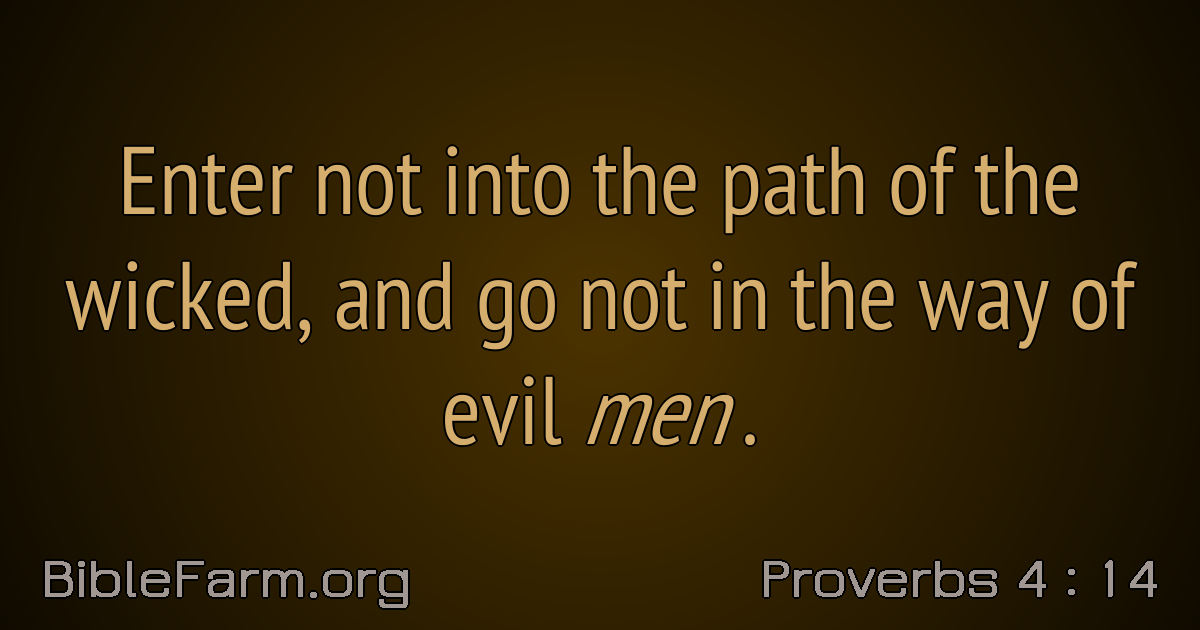 Enter not into the path of the
wicked, and go not in the way of
evil men.
BibleFarm.org
Proverbs 4 : 14